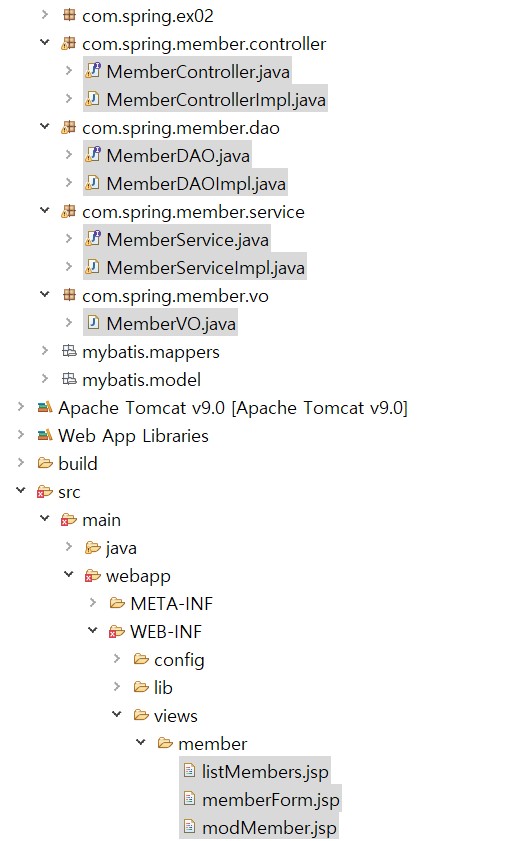 com.spring.ex02
com.spring.member.controller
MemberController.java
MemberControllerImpl.java
com.spring.member.dao
MemberDAO.java
MemberDAOImpl.java
com.spring.member.service
MemberService.java
MemberServiceImpl.java
com.spring.member.vo
MemberVO.java
mybatis.mappers
mybatis.model
Apache Tomcat v9.0 [Apache Tomcat v9.0]
Web App Libraries
build
src
main
java
webapp
META-INF
WEB-INF
config
lib
views
member
listMembers.jsp
memberForm.jsp
modMember.jsp